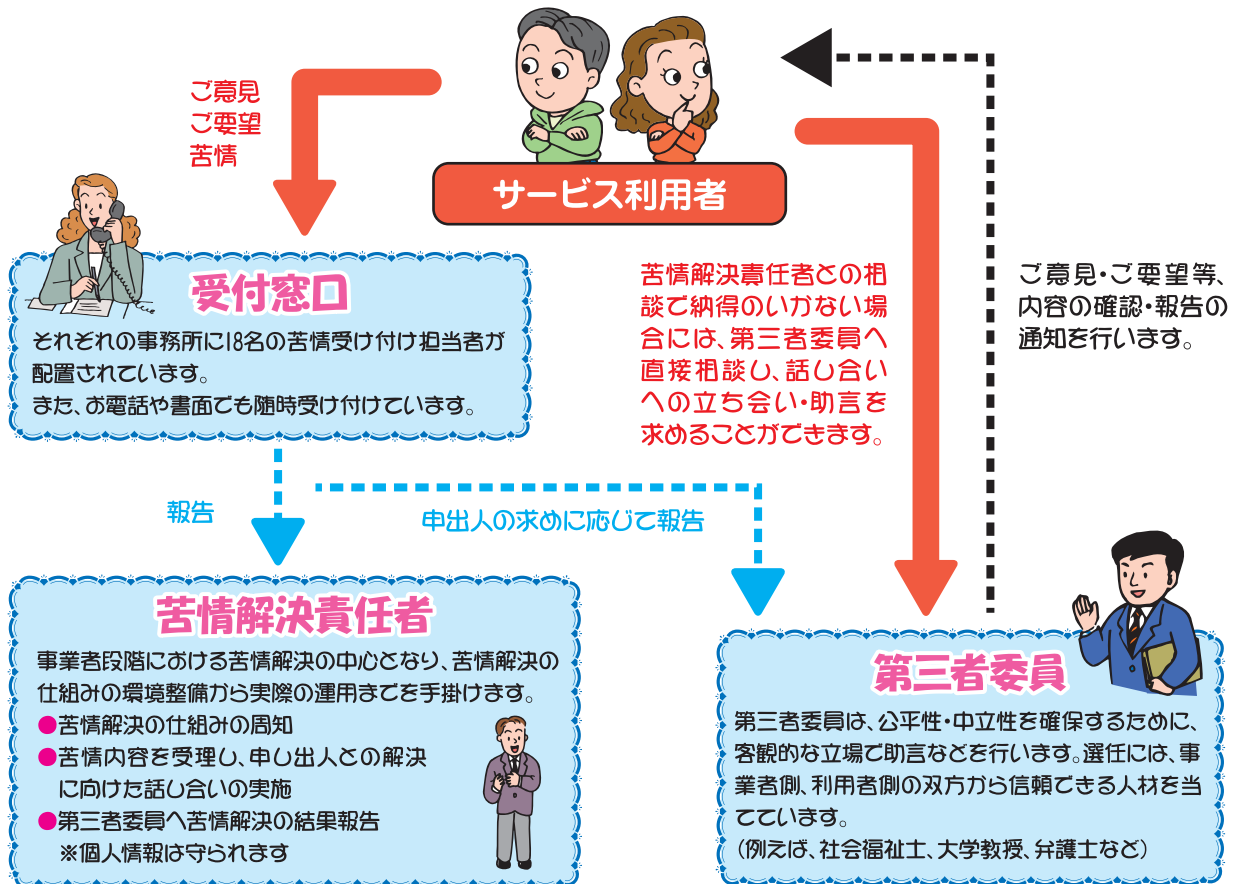 サービス利用者
ご意見
ご要望
苦情
受付窓口
それぞれの事務所に18名の苦情受け付け担当者が
配置されています。
また、お電話や書面でも随時受け付けています。
苦情解決責任者との相
談で納得のいかない場
合には、第三者委員へ
直接相談し、話し合い
への立ち会い・助言を
求めることができます。
ご意見・ご要望等、
内容の確認・報告の
通知を行います。
報告
申出人の求めに応じて報告
苦情解決責任者
事業者段階における苦情解決の中心となり、苦情解決の
仕組みの環境整備から実際の運用までを手掛けます。
●苦情解決の仕組みの周知
●苦情内容を受理し、申し出人との解決
に向けた話し合いの実施
●第三者委員へ苦情解決の結果報告
※個人情報は守られます
第三者委員
第三者委員は、公平性・中立性を確保するために、
客観的な立場で助言などを行います。選任には、事
業者側、利用者側の双方から信頼できる人材を当
てています。
(例えば、社会福祉士、大学教授、弁護士など)